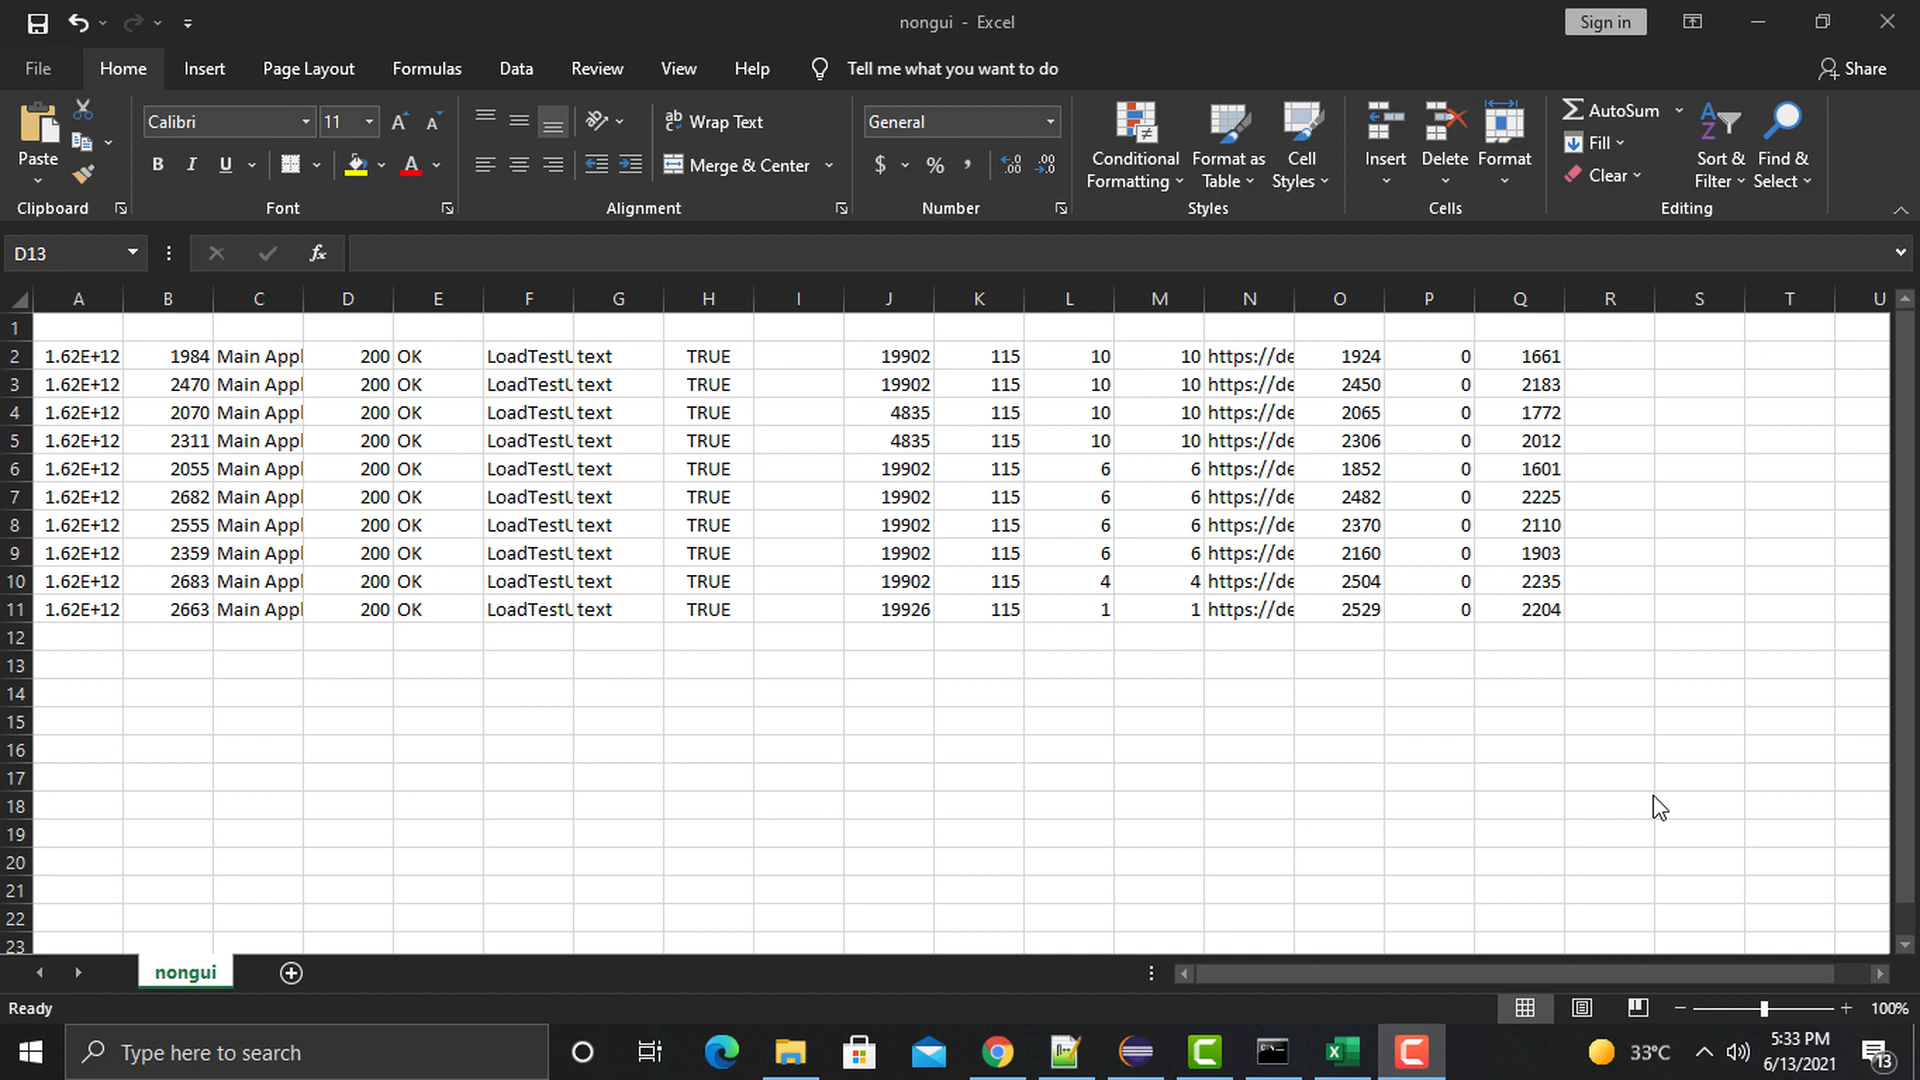 nongui - Excel
Sign in
File Home Insert Page Layout Formulas Data Review View Help Tell me what you want to do Share
Paste
Clipboard
Calibri 11
B I U
A A
A
Font
ab Wrap Text
Merge & Center
Alignment
General
$ % ,
Number
Conditional Formatting
Format as Table
Cell Styles
Styles
Insert Delete Format
Cells
AutoSum
Fill
Clear
Sort & Filter
Find & Select
Editing
D13 fx
A B C D E F G H I J K L M N O P Q R S T U
1
2 1.62E+12 1984 Main Appl 200 OK LoadTestU text TRUE 19902 115 10 10 https://de 1924 0 1661
3 1.62E+12 2470 Main Appl 200 OK LoadTestU text TRUE 19902 115 10 10 https://de 2450 0 2183
4 1.62E+12 2070 Main Appl 200 OK LoadTestU text TRUE 4835 115 10 10 https://de 2065 0 1772
5 1.62E+12 2311 Main Appl 200 OK LoadTestU text TRUE 4835 115 10 10 https://de 2306 0 2012
6 1.62E+12 2055 Main Appl 200 OK LoadTestU text TRUE 19902 115 6 6 https://de 1852 0 1601
7 1.62E+12 2682 Main Appl 200 OK LoadTestU text TRUE 19902 115 6 6 https://de 2482 0 2225
8 1.62E+12 2555 Main Appl 200 OK LoadTestU text TRUE 19902 115 6 6 https://de 2370 0 2110
9 1.62E+12 2359 Main Appl 200 OK LoadTestU text TRUE 19902 115 6 6 https://de 2160 0 1903
10 1.62E+12 2683 Main Appl 200 OK LoadTestU text TRUE 19902 115 4 4 https://de 2504 0 2235
11 1.62E+12 2663 Main Appl 200 OK LoadTestU text TRUE 19926 115 1 1 https://de 2529 0 2204
12
13
14
15
16
17
18
19
20
21
22
23
nongui
Ready 100%
Type here to search
33°C
5:33 PM
6/13/2021
13